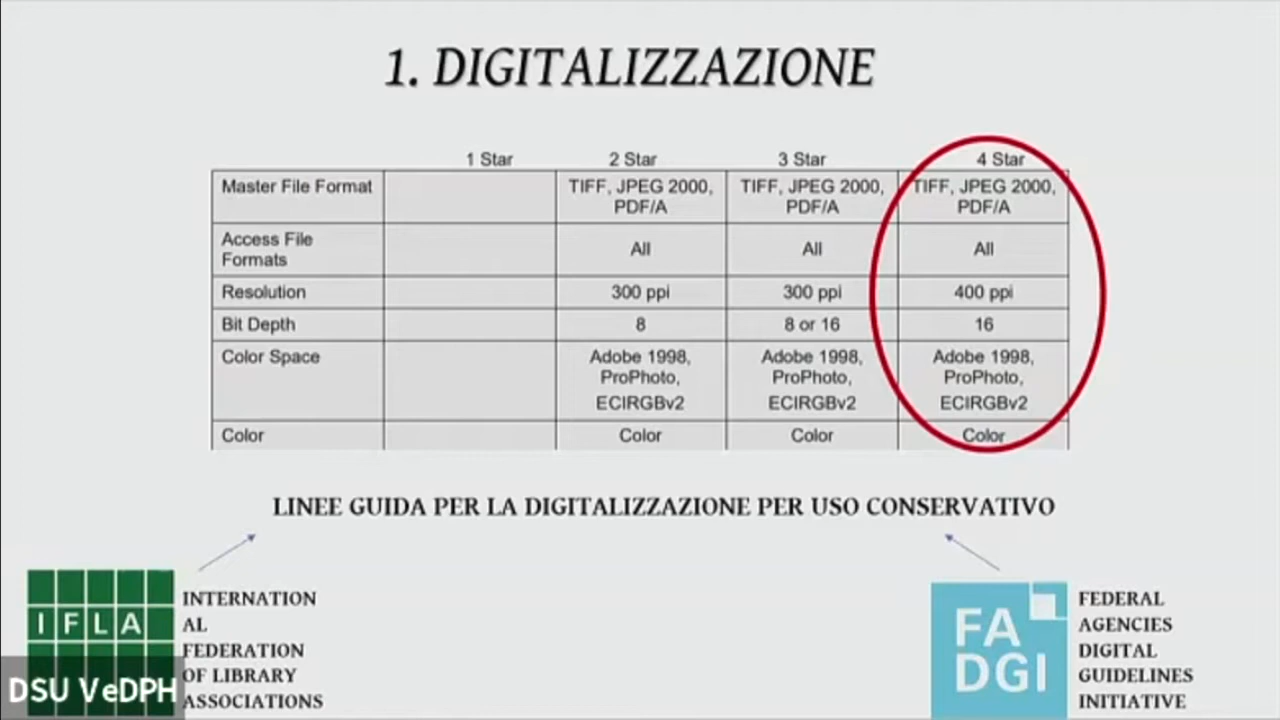 1. DIGITALIZZAZIONE
1 Star 2 Star 3 Star 4 Star
Master File Format TIFF, JPEG 2000, TIFF, JPEG 2000, TIFF, JPEG 2000,
PDF/A PDF/A PDF/A
Access File
Formats All All All
Resolution 300 ppi 300 ppi 400 ppi
Bit Depth 8 8 or 16 16
Color Space Adobe 1998, Adobe 1998, Adobe 1998,
ProPhoto, ProPhoto, ProPhoto,
ECIRGBv2 ECIRGBv2 ECIRGBv2
Color Color Color Color
LINEE GUIDA PER LA DIGITALIZZAZIONE PER USO CONSERVATIVO
IFLA
INTERNATION
AL
FEDERATION
OF LIBRARY
ASSOCIATIONS
DSU VeDPH
FA
DGI
FEDERAL
AGENCIES
DIGITAL
GUIDELINES
INITIATIVE